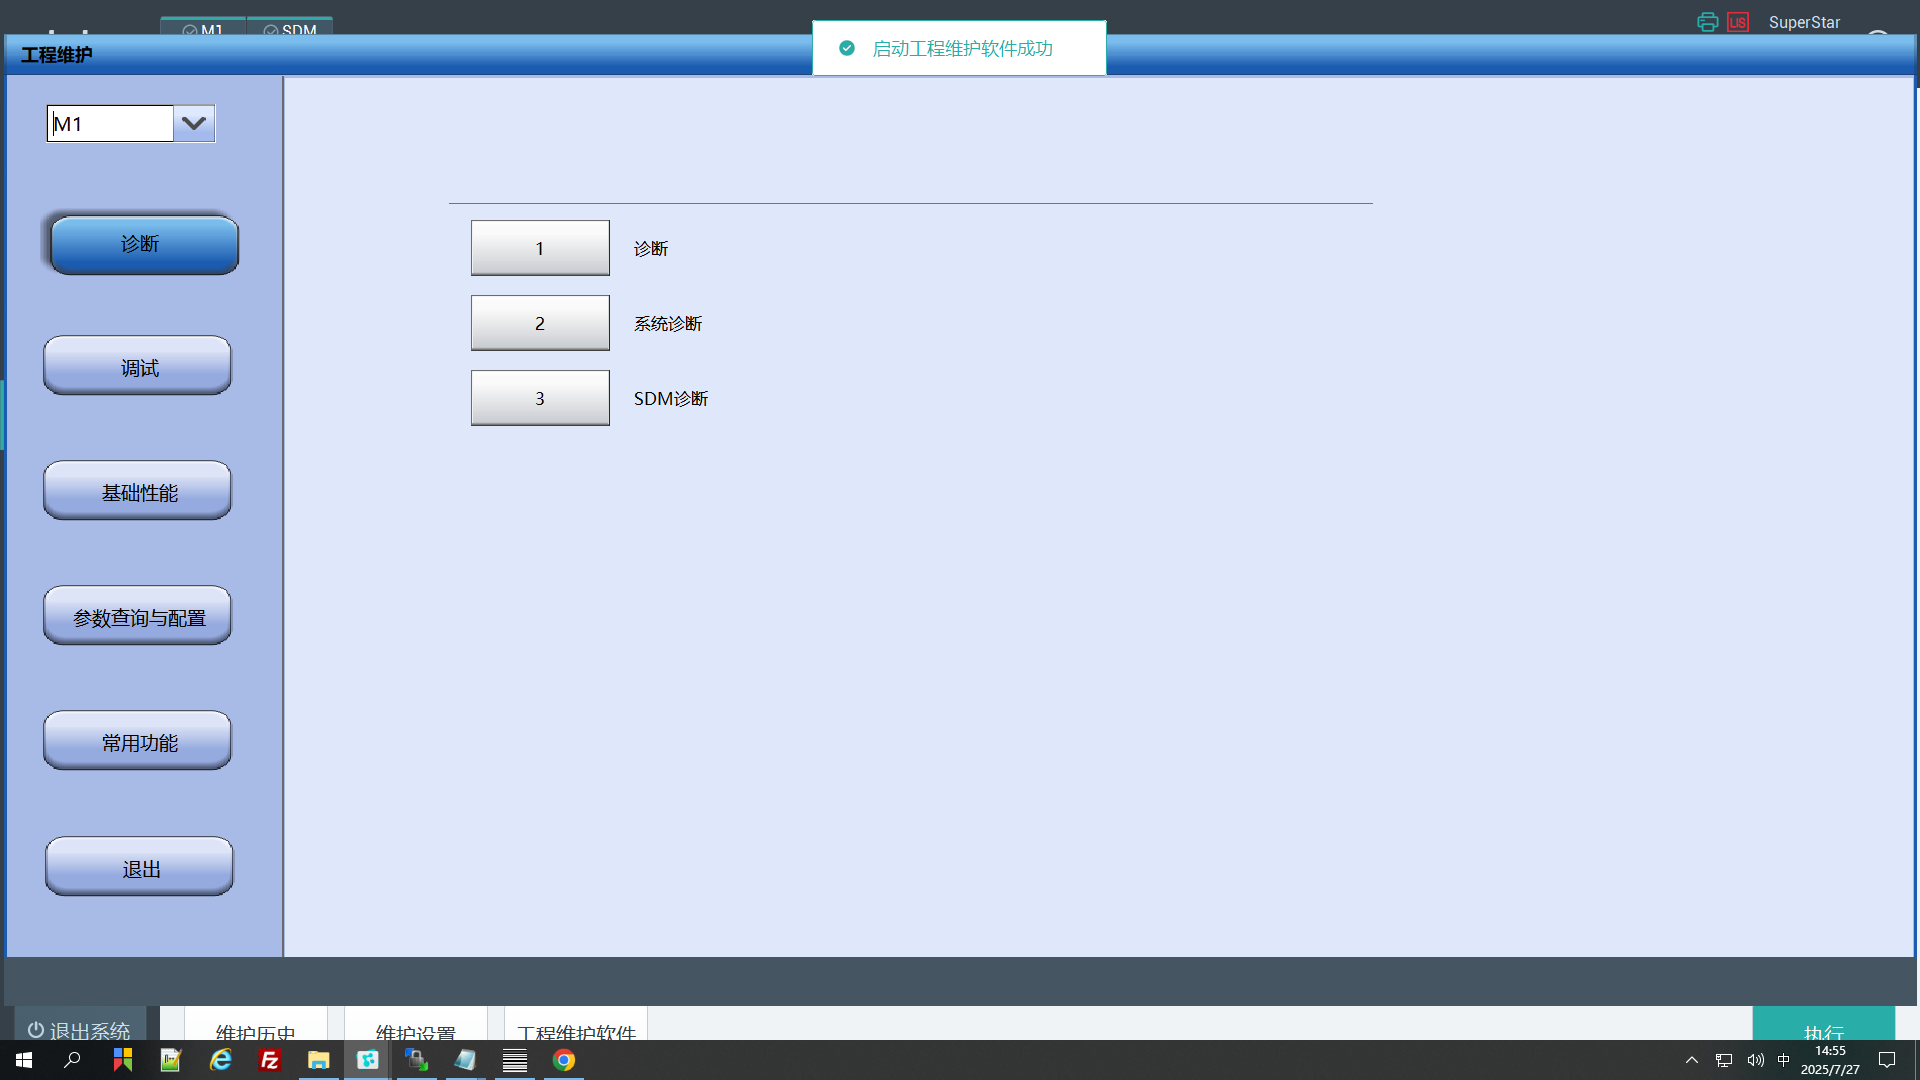 M1
SDM
LIS
SuperStar
工程维护
启动工程维护软件成功
M1
诊断
调试
基础性能
参数查询与配置
常用功能
退出
1
诊断
2
系统诊断
3
SDM诊断
退出系统
维护历史
维护设置
工程维护软件
执行
中
14:55
2025/7/27